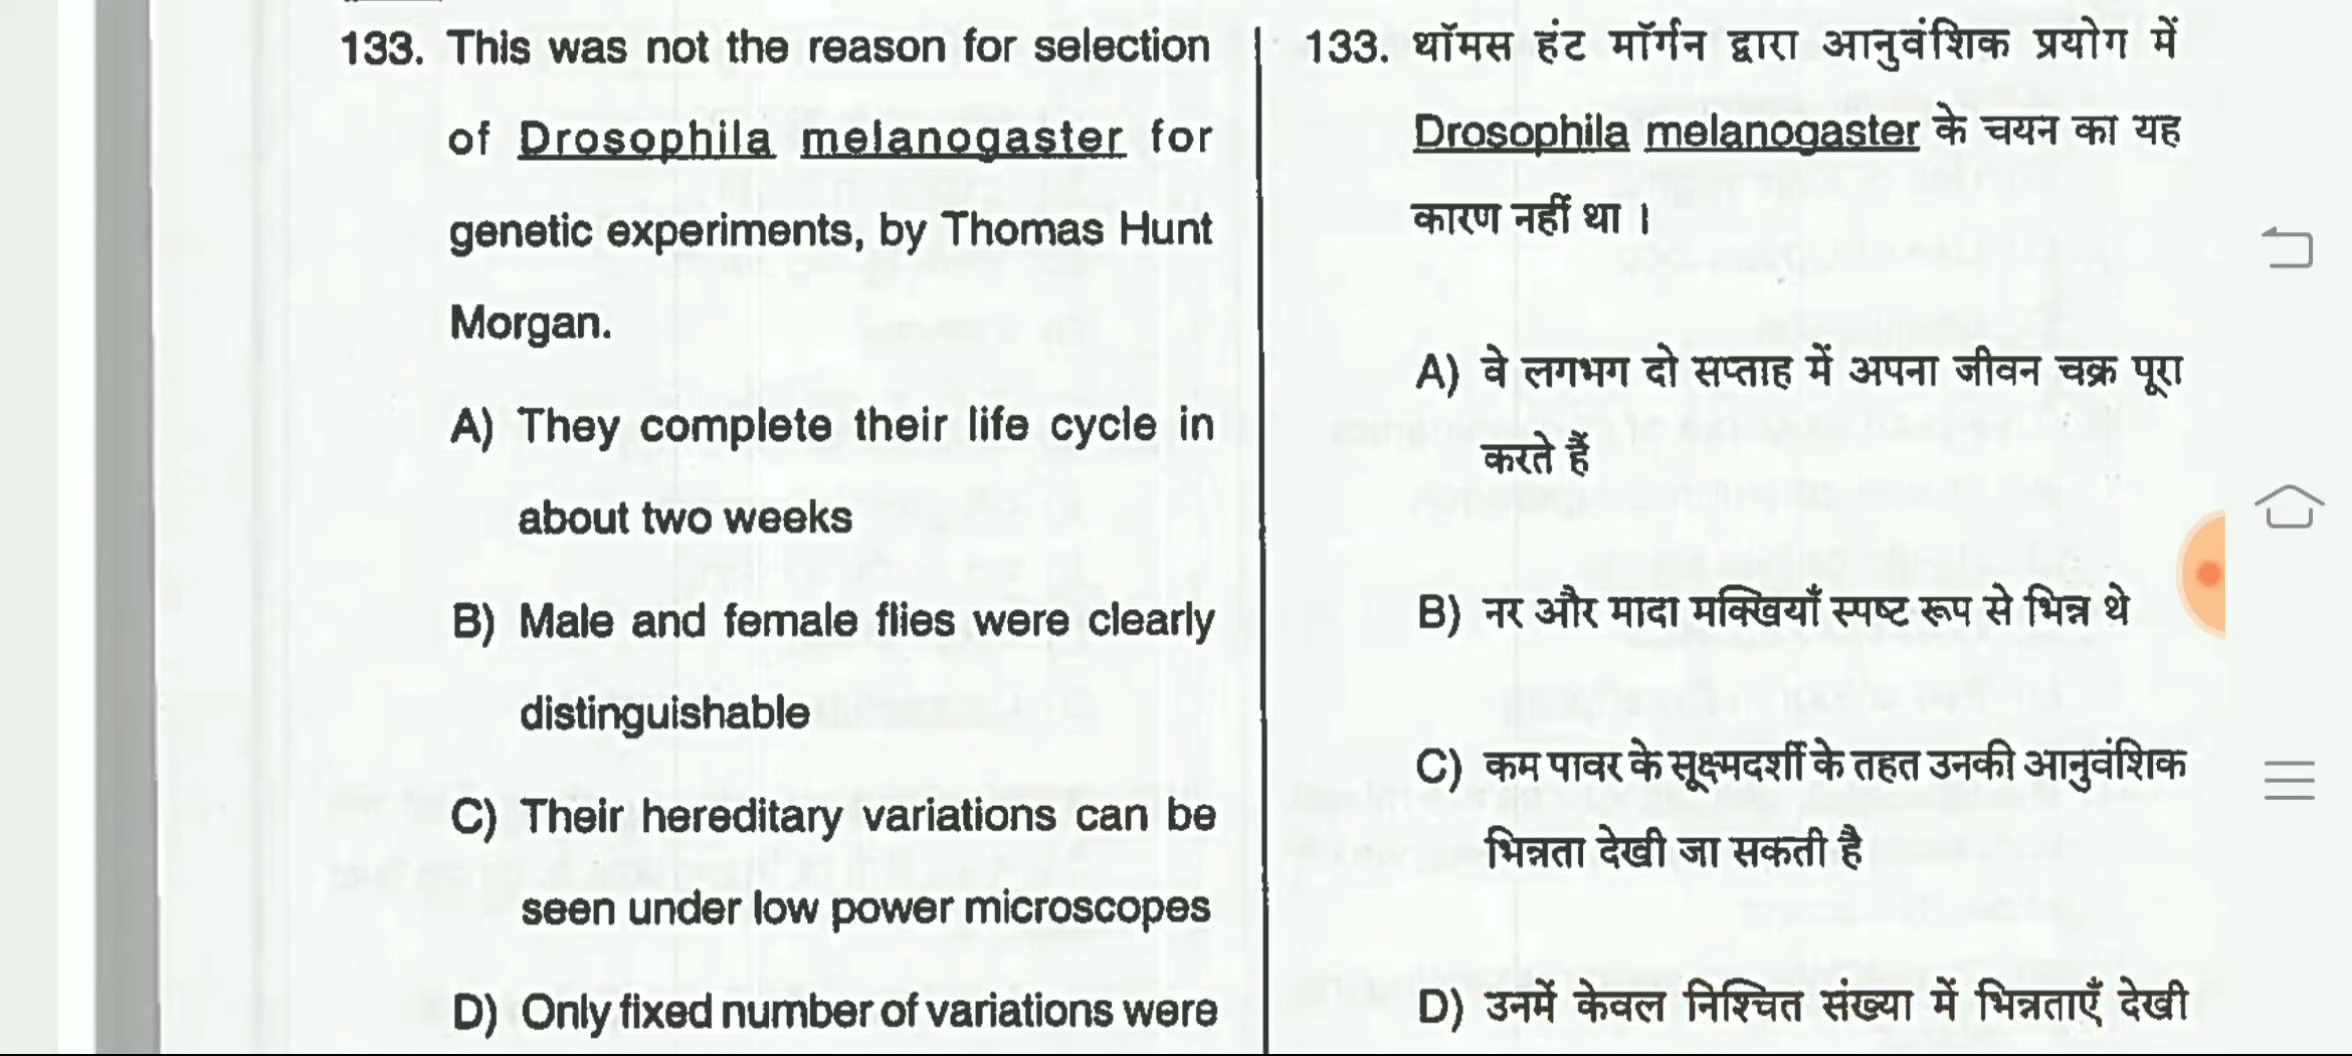 133. This was not the reason for selection
of Drosophila melanogaster for
genetic experiments, by Thomas Hunt
Morgan.
A) They complete their life cycle in
about two weeks
B) Male and female flies were clearly
distinguishable
C) Their hereditary variations can be
seen under low power microscopes
D) Only fixed number of variations were
133. थॉमस हंट मॉर्गन द्वारा आनुवंशिक प्रयोग में
Drosophila melanogaster के चयन का यह
कारण नहीं था ।
A) वे लगभग दो सप्ताह में अपना जीवन चक्र पूरा
करते हैं
B) नर और मादा मक्खियाँ स्पष्ट रूप से भिन्न थे
C) कम पावर के सूक्ष्मदर्शी के तहत उनकी आनुवंशिक
भिन्नता देखी जा सकती है
D) उनमें केवल निश्चित संख्या में भिन्नताएँ देखी